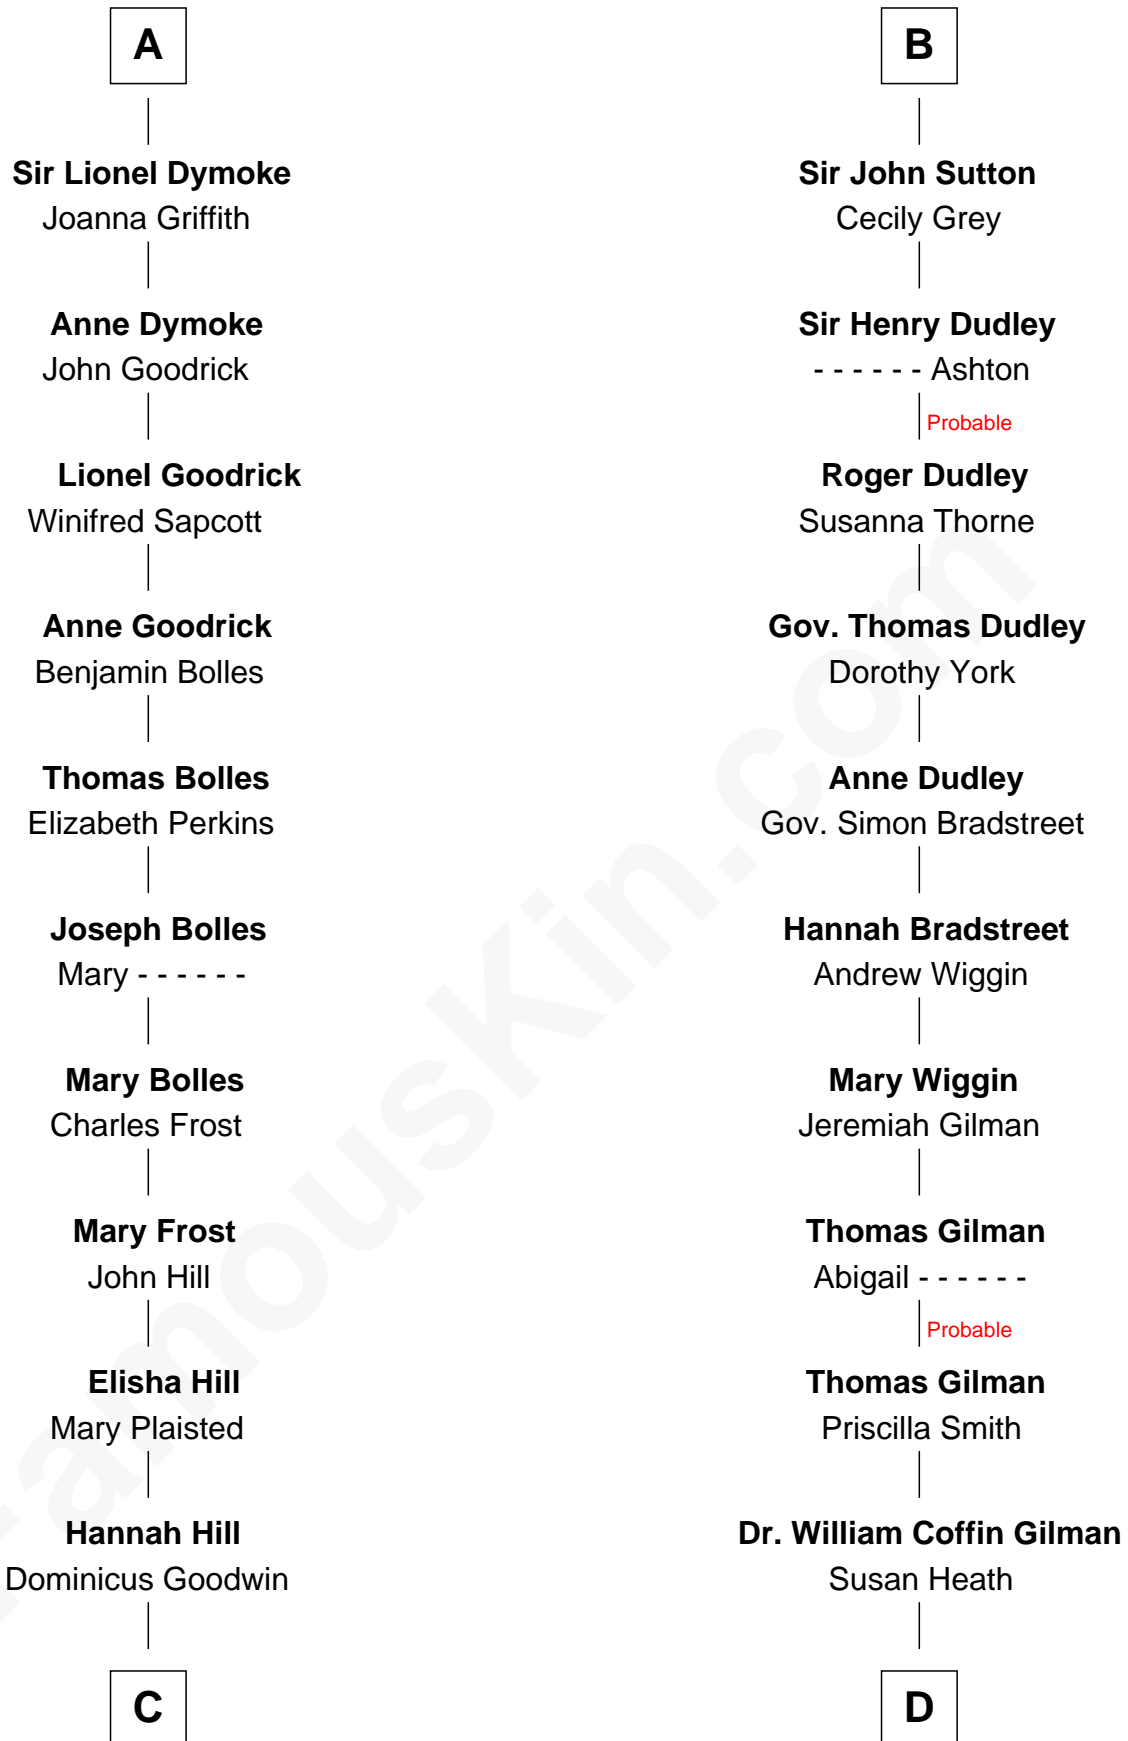 A
Sir Lionel Dymoke
Joanna Griffith
Anne Dymoke
John Goodrick
Lionel Goodrick
Winifred Sapcott
Anne Goodrick
Benjamin Bolles
Thomas Bolles
Elizabeth Perkins
Joseph Bolles
Mary - - - - - -
Mary Bolles
Charles Frost
Mary Frost
John Hill
Elisha Hill
Mary Plaisted
Hannah Hill
Dominicus Goodwin
C
B
Sir John Sutton
Cecily Grey
Sir Henry Dudley
- - - - - - Ashton
Probable
Roger Dudley
Susanna Thorne
Gov. Thomas Dudley
Dorothy York
Anne Dudley
Gov. Simon Bradstreet
Hannah Bradstreet
Andrew Wiggin
Mary Wiggin
Jeremiah Gilman
Thomas Gilman
Abigail - - - - - -
Probable
Thomas Gilman
Priscilla Smith
Dr. William Coffin Gilman
Susan Heath
D
FamousKin.com